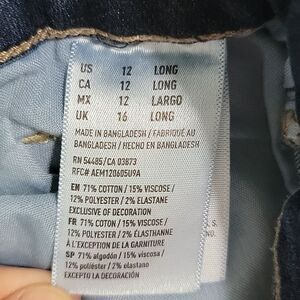 US 12 LONG
CA 12 LONG
MX 12 LARGO
UK 16 LONG
MADE IN BANGLADESH / FABRIQUÉ AU
BANGLADESH / HECHO EN BANGLADESH
RN 54485/CA 03873
RFC# AEM120605U9A
EN 71% COTTON / 15% VISCOSE /
12% POLYESTER / 2% ELASTANE
EXCLUSIVE OF DECORATION
FR 71% COTON / 15% VISCOSE /
12% POLYESTER / 2% ÉLASTHANNE
À L'EXCEPTION DE LA GARNITURE
SP 71% algodón / 15% viscosa /
12% poliéster / 2% elastano
EXCEPTO LA DECORACIÓN